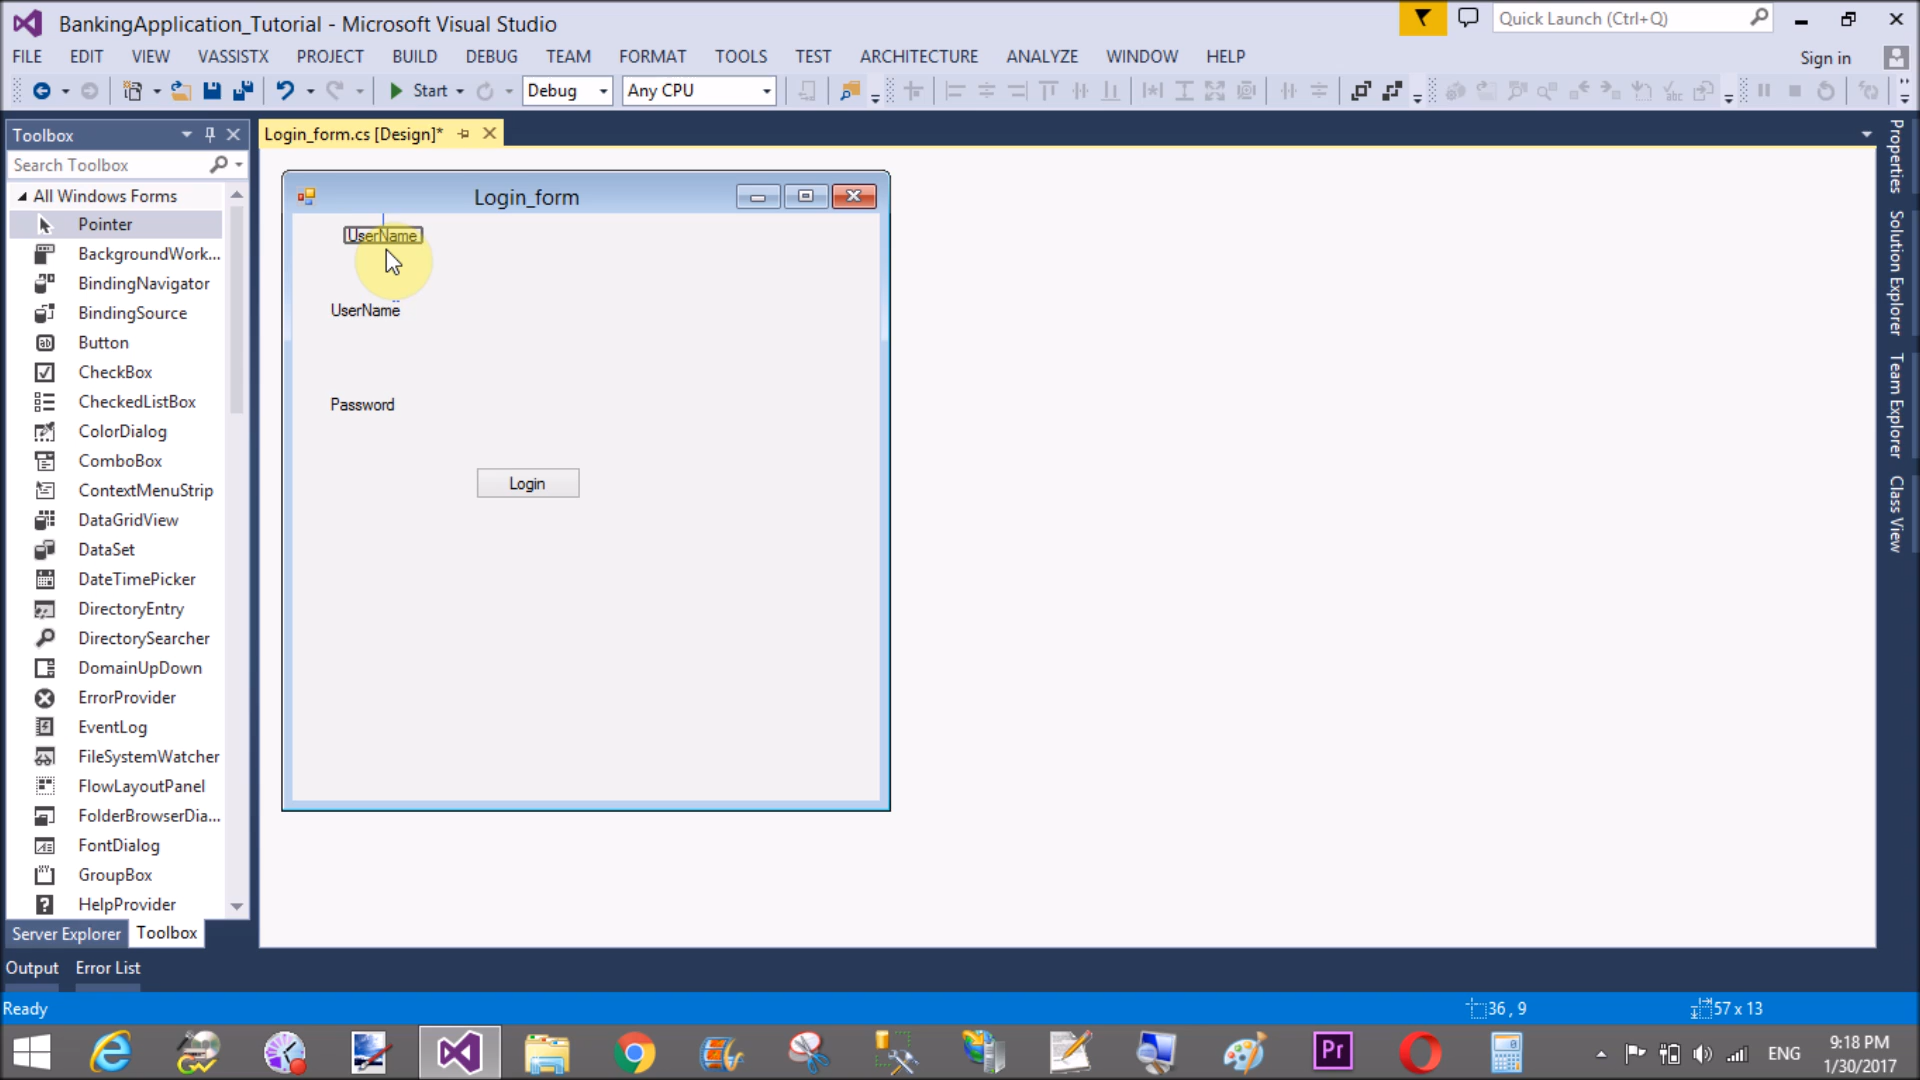 BankingApplication_Tutorial - Microsoft Visual Studio
Quick Launch (Ctrl+Q)
FILE EDIT VIEW VASSISTX PROJECT BUILD DEBUG TEAM FORMAT TOOLS TEST ARCHITECTURE ANALYZE WINDOW HELP
Sign in
Start Debug Any CPU
Toolbox
Search Toolbox
All Windows Forms
Pointer
BackgroundWork...
BindingNavigator
BindingSource
Button
CheckBox
CheckedListBox
ColorDialog
ComboBox
ContextMenuStrip
DataGridView
DataSet
DateTimePicker
DirectoryEntry
DirectorySearcher
DomainUpDown
ErrorProvider
EventLog
FileSystemWatcher
FlowLayoutPanel
FolderBrowserDia...
FontDialog
GroupBox
HelpProvider
Server Explorer Toolbox
Login_form.cs [Design]*
Login_form
UserName
UserName
Password
Login
Properties
Solution Explorer
Team Explorer
Class View
Output Error List
Ready
36 , 9
57 x 13
Pr
ENG
9:18 PM
1/30/2017